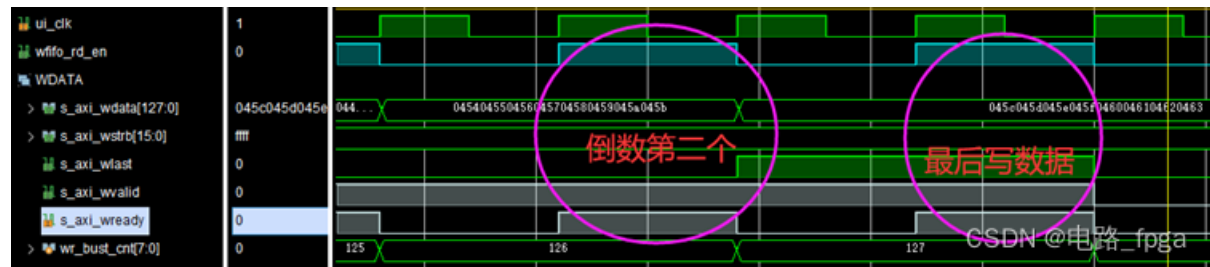 ui_clk 1
wfifo_rd_en 0
WDATA
s_axi_wdata[127:0] 045c045d045e 044... 045404550456045704580459045a045b 045c045d045e045f0460046104620463
s_axi_wstrb[15:0] ffff
倒数第二个
s_axi_wlast 0
最后写数据
s_axi_wvalid 0
s_axi_wready 0
wr_bust_cnt[7:0] 0 125 126 127
CSDN @电路_fpga